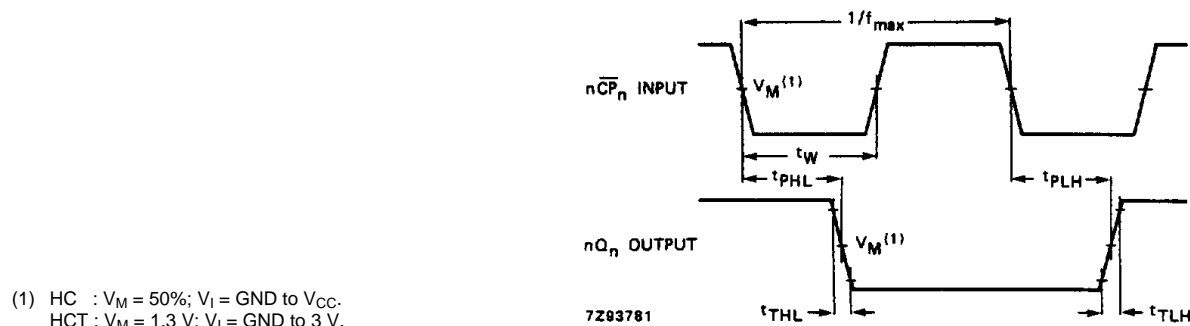 1/fmax
nCPn INPUT
VM(1)
tW
tPHL
tPLH
nQn OUTPUT
VM(1)
(1) HC : VM = 50%; VI = GND to VCC.
HCT : VM = 1.3 V; VI = GND to 3 V.
7Z93781
tTHL
tTLH